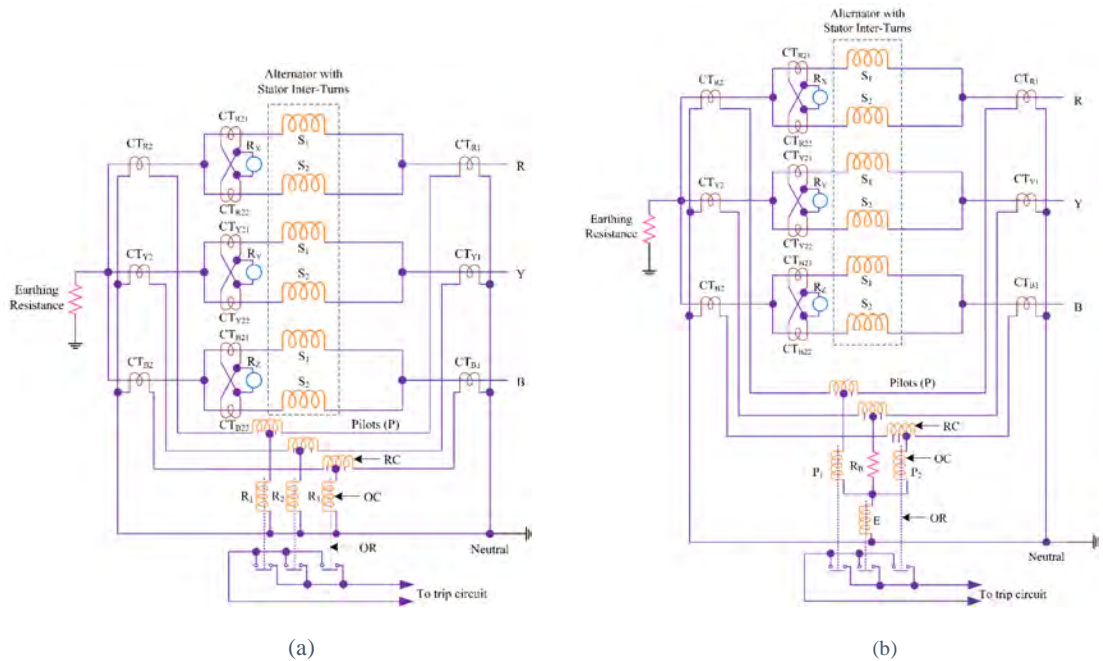 Alternator with
Stator Inter-Turns
CT_R21
CT_R2
R_X
S_1
S_2
CT_R1
R
CT_R22
CT_Y21
CT_Y2
R_Y
S_1
S_2
CT_Y1
Y
Earthing
Resistance
CT_Y22
CT_B21
CT_B2
R_Z
S_1
S_2
CT_B1
B
CT_B22
Pilots (P)
RC
R_1
R_2
R_3
OC
OR
Neutral
To trip circuit
(a)
Alternator with
Stator Inter-Turns
CT_R21
CT_R2
R_X
S_1
S_2
CT_R1
R
CT_R22
CT_Y21
CT_Y2
R_Y
S_1
S_2
CT_Y1
Y
Earthing
Resistance
CT_Y22
CT_B21
CT_B2
R_Z
S_1
S_2
CT_B1
B
CT_B22
Pilots (P)
RC
P_1
R_B
P_2
OC
E
OR
Neutral
To trip circuit
(b)